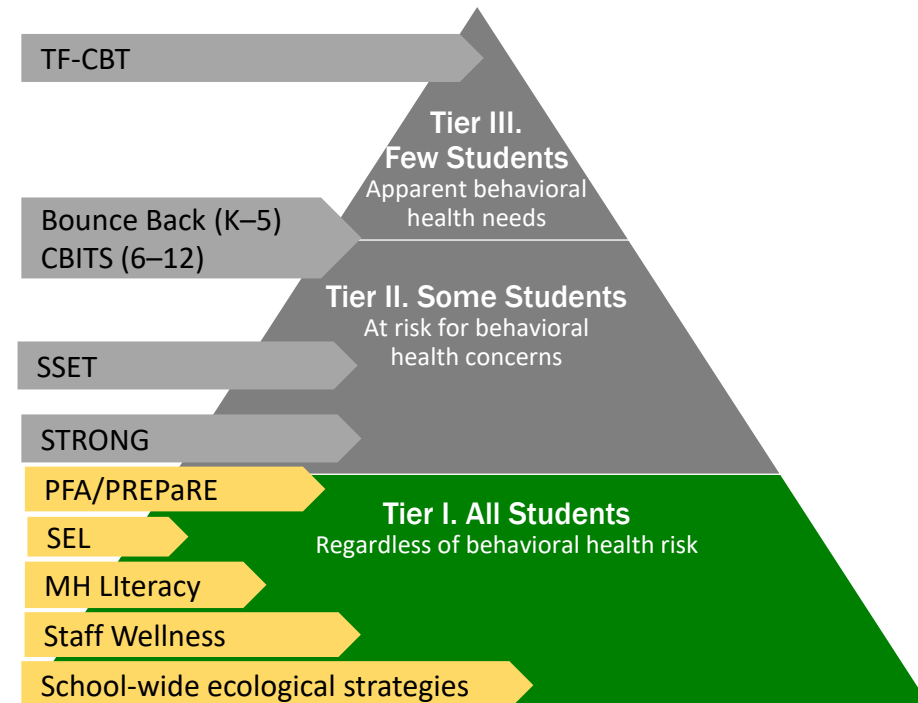 TF-CBT
Tier III.
Few Students
Apparent behavioral
health needs
Bounce Back (K–5)
CBITS (6–12)
Tier II. Some Students
At risk for behavioral
health concerns
SSET
STRONG
PFA/PREPaRE
Tier I. All Students
Regardless of behavioral health risk
SEL
MH LIteracy
Staff Wellness
School-wide ecological strategies